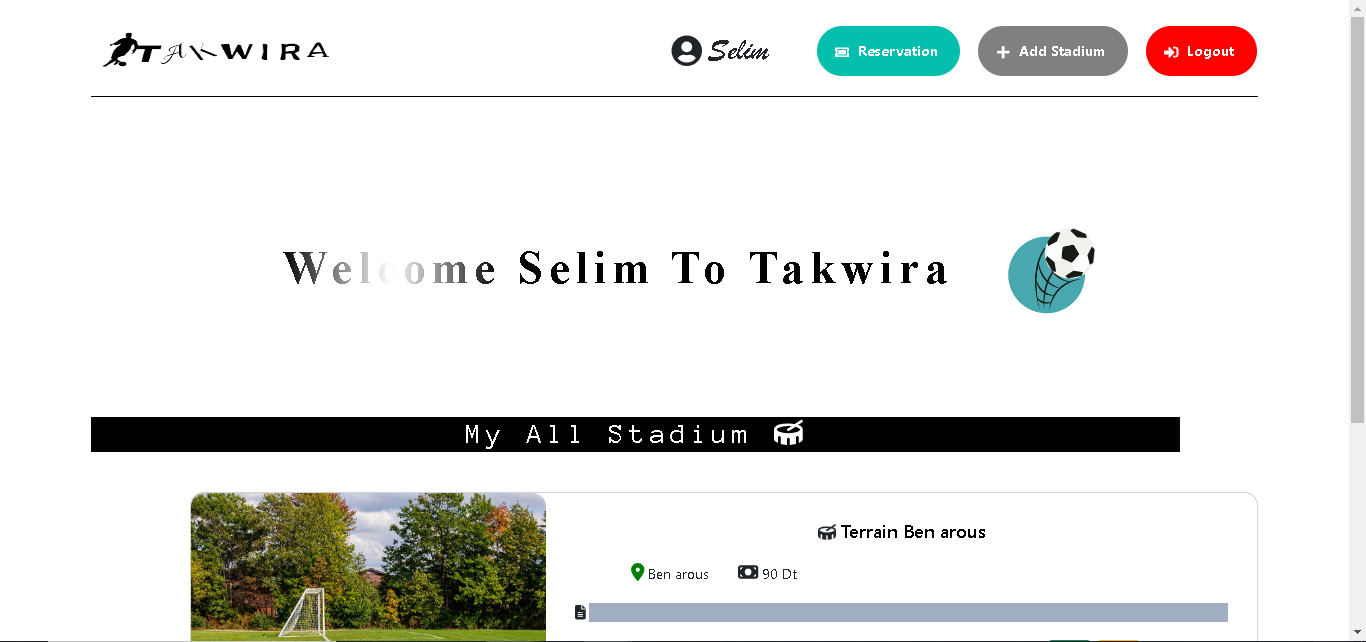 TAKWIRA
Selim
Reservation
Add Stadium
Logout
Welcome Selim To Takwira
My All Stadium
Terrain Ben arous
Ben arous
90 Dt